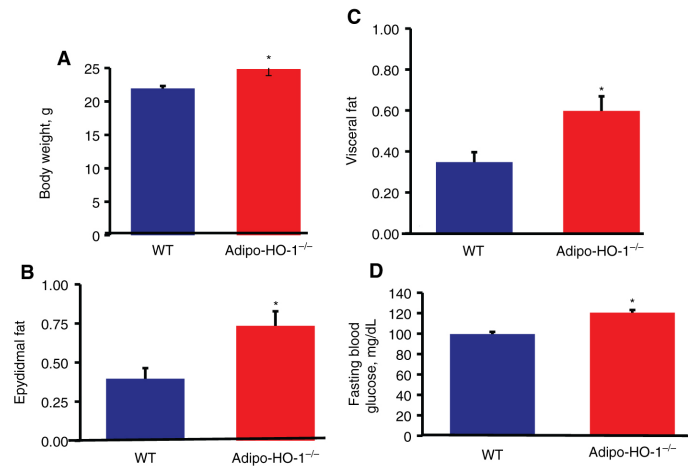 A
Body weight, g
25
20
15
10
5
0
*
WT
Adipo-HO-1⁻/⁻
B
Epydidmal fat
1.00
0.75
0.50
0.25
0.00
*
WT
Adipo-HO-1⁻/⁻
C
Visceral fat
1.00
0.80
0.60
0.40
0.20
0.00
*
WT
Adipo-HO-1⁻/⁻
D
Fasting blood
glucose, mg/dL
140
120
100
80
60
40
20
0
*
WT
Adipo-HO-1⁻/⁻